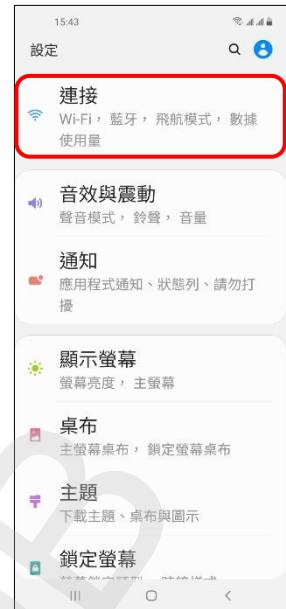 15:43
設定
連接
Wi-Fi， 藍牙， 飛航模式， 數據
使用量
音效與震動
聲音模式， 鈴聲， 音量
通知
應用程式通知、狀態列、請勿打
擾
顯示螢幕
螢幕亮度， 主螢幕
桌布
主螢幕桌布， 鎖定螢幕桌布
主題
下載主題、桌布與圖示
鎖定螢幕